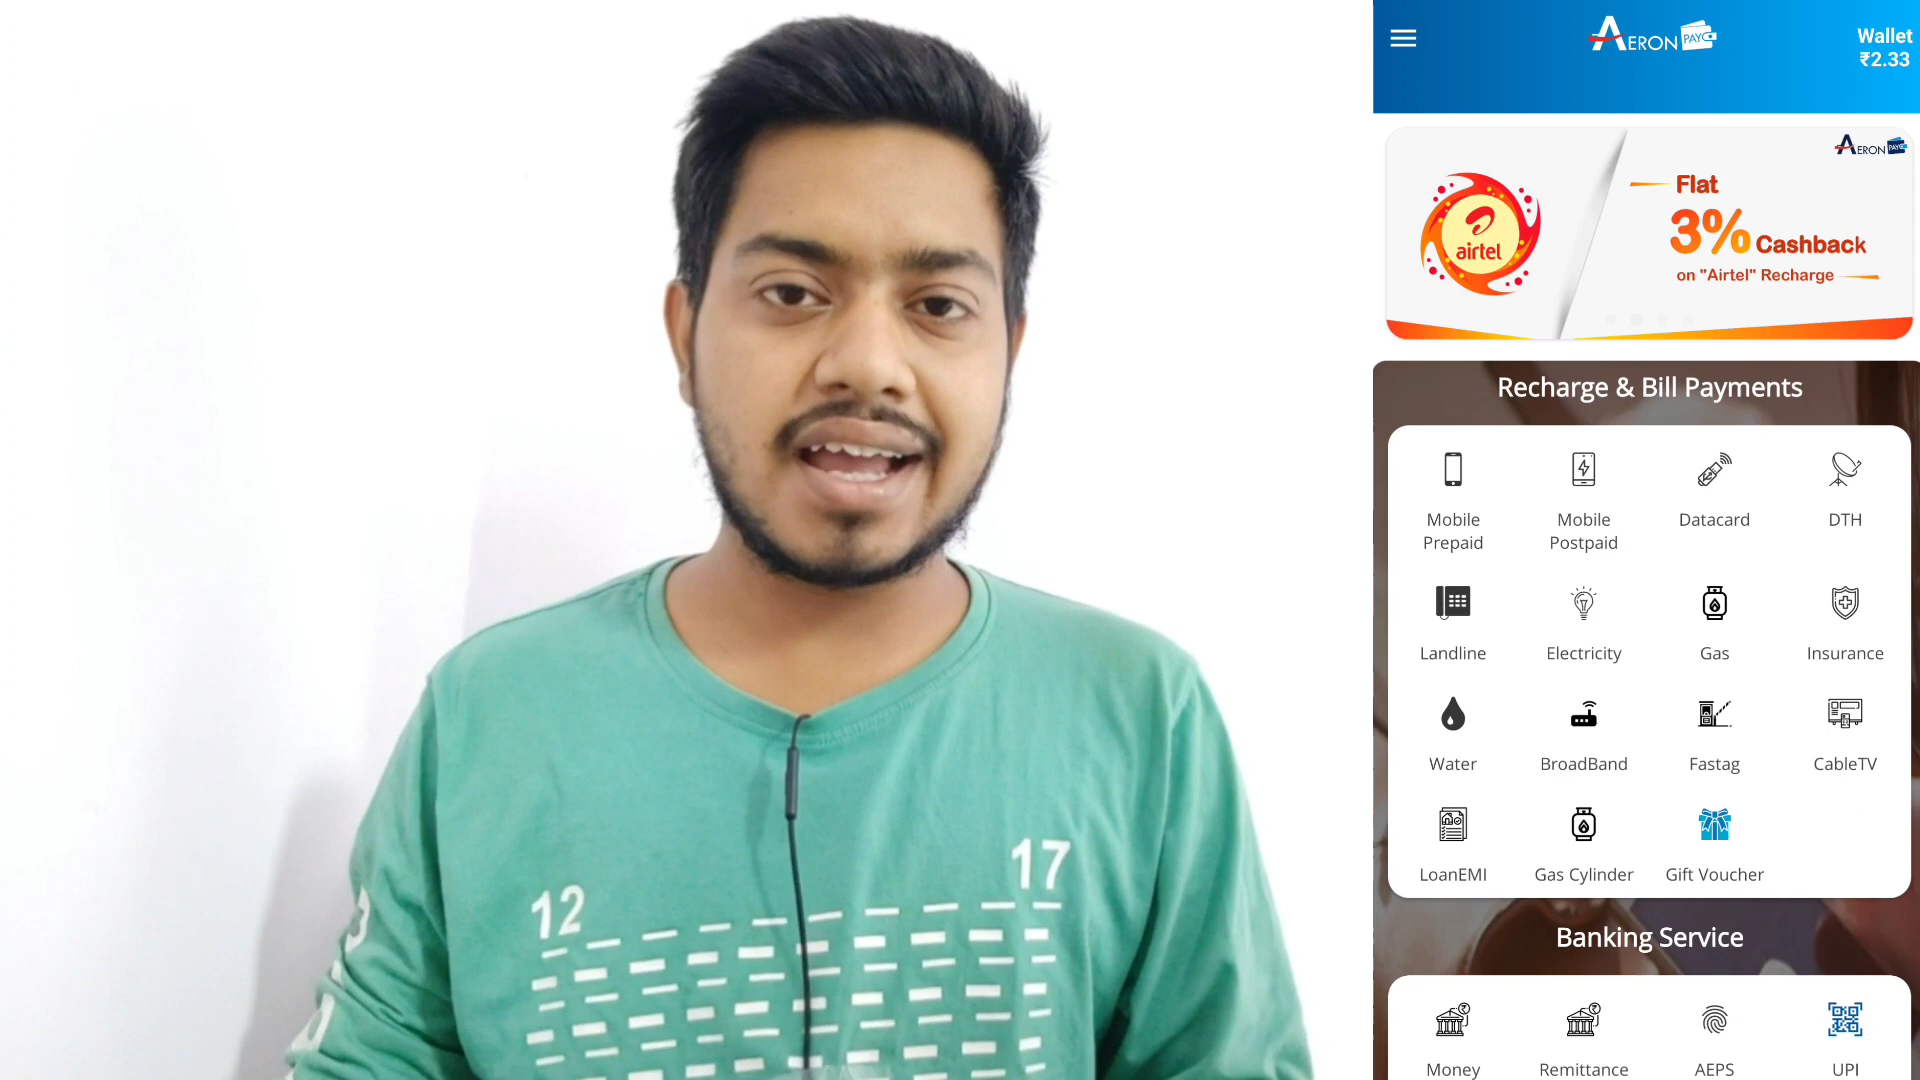 AERON PAY
Wallet
₹2.33
AERON PAY
airtel
Flat
3% Cashback
on "Airtel" Recharge
Recharge & Bill Payments
Mobile Prepaid
Mobile Postpaid
Datacard
DTH
Landline
Electricity
Gas
Insurance
Water
BroadBand
Fastag
CableTV
LoanEMI
Gas Cylinder
Gift Voucher
Banking Service
Money
Remittance
AEPS
UPI
12
17
3